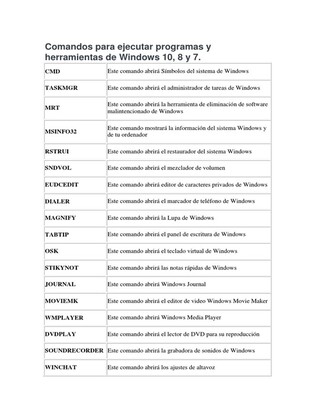 Comandos para ejecutar programas y
herramientas de Windows 10, 8 y 7.
CMD Este comando abrirá Símbolos del sistema de Windows
TASKMGR Este comando abrirá el administrador de tareas de Windows
MRT Este comando abrirá la herramienta de eliminación de software
malintencionado de Windows
MSINFO32 Este comando mostrará la información del sistema Windows y
de tu ordenador
RSTRUI Este comando abrirá el restaurador del sistema Windows
SNDVOL Este comando abrirá el mezclador de volumen
EUDCEDIT Este comando abrirá editor de caracteres privados de Windows
DIALER Este comando abrirá el marcador de teléfono de Windows
MAGNIFY Este comando abrirá la Lupa de Windows
TABTIP Este comando abrirá el panel de escritura de Windows
OSK Este comando abrirá el teclado virtual de Windows
STIKYNOT Este comando abrirá las notas rápidas de Windows
JOURNAL Este comando abrirá Windows Journal
MOVIEMK Este comando abrirá el editor de video Windows Movie Maker
WMPLAYER Este comando abrirá Windows Media Player
DVDPLAY Este comando abrirá el lector de DVD para su reproducción
SOUNDRECORDER Este comando abrirá la grabadora de sonidos de Windows
WINCHAT Este comando abrirá los ajustes de altavoz